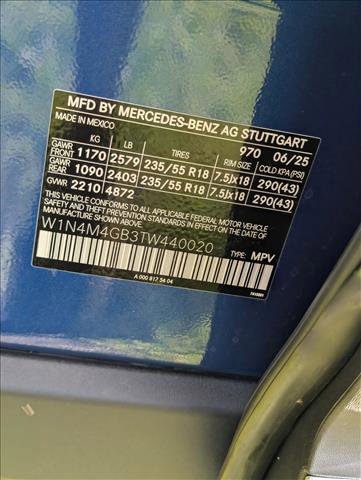 MFD BY MERCEDES-BENZ AG STUTTGART
MADE IN MEXICO 970 06/25
KG LB TIRES RIM SIZE COLD KPA (PSI)
GAWR FRONT 1170 2579 235/55 R18 7.5Jx18 290(43)
GAWR REAR 1090 2403 235/55 R18 7.5Jx18 290(43)
GVWR 2210 4872
THIS VEHICLE CONFORMS TO ALL APPLICABLE FEDERAL MOTOR VEHICLE
SAFETY STANDARDS IN EFFECT ON THE DATE OF MANUFACTURE SHOWN ABOVE.
W1N4M4GB3TW440020 TYPE: MPV
A 000 817 54 04